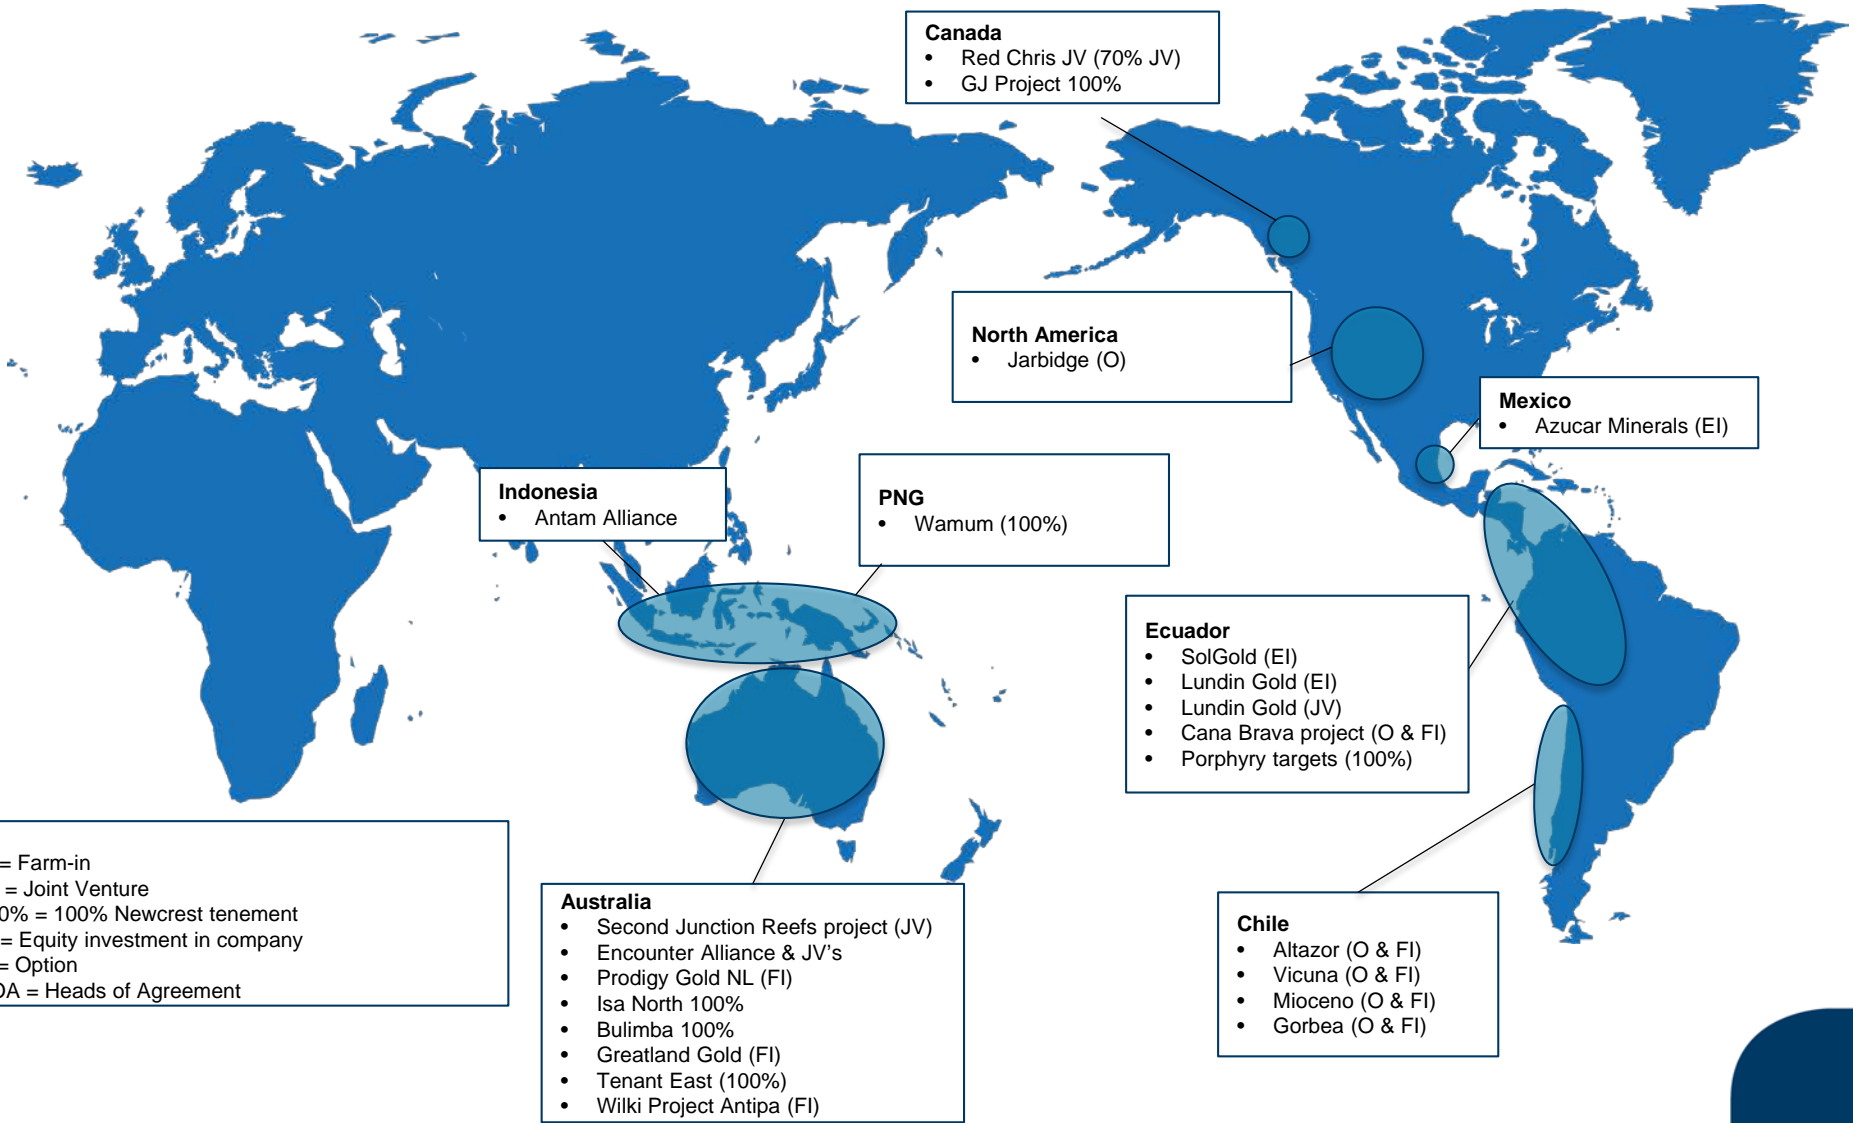 Canada
• Red Chris JV (70% JV)
• GJ Project 100%
North America
• Jarbidge (O)
Mexico
• Azucar Minerals (EI)
Indonesia
• Antam Alliance
PNG
• Wamum (100%)
Ecuador
• SolGold (EI)
• Lundin Gold (EI)
• Lundin Gold (JV)
• Cana Brava project (O & FI)
• Porphyry targets (100%)
= Farm-in
= Joint Venture
0% = 100% Newcrest tenement
= Equity investment in company
= Option
OA = Heads of Agreement
Australia
• Second Junction Reefs project (JV)
• Encounter Alliance & JV’s
• Prodigy Gold NL (FI)
• Isa North 100%
• Bulimba 100%
• Greatland Gold (FI)
• Tenant East (100%)
• Wilki Project Antipa (FI)
Chile
• Altazor (O & FI)
• Vicuna (O & FI)
• Mioceno (O & FI)
• Gorbea (O & FI)